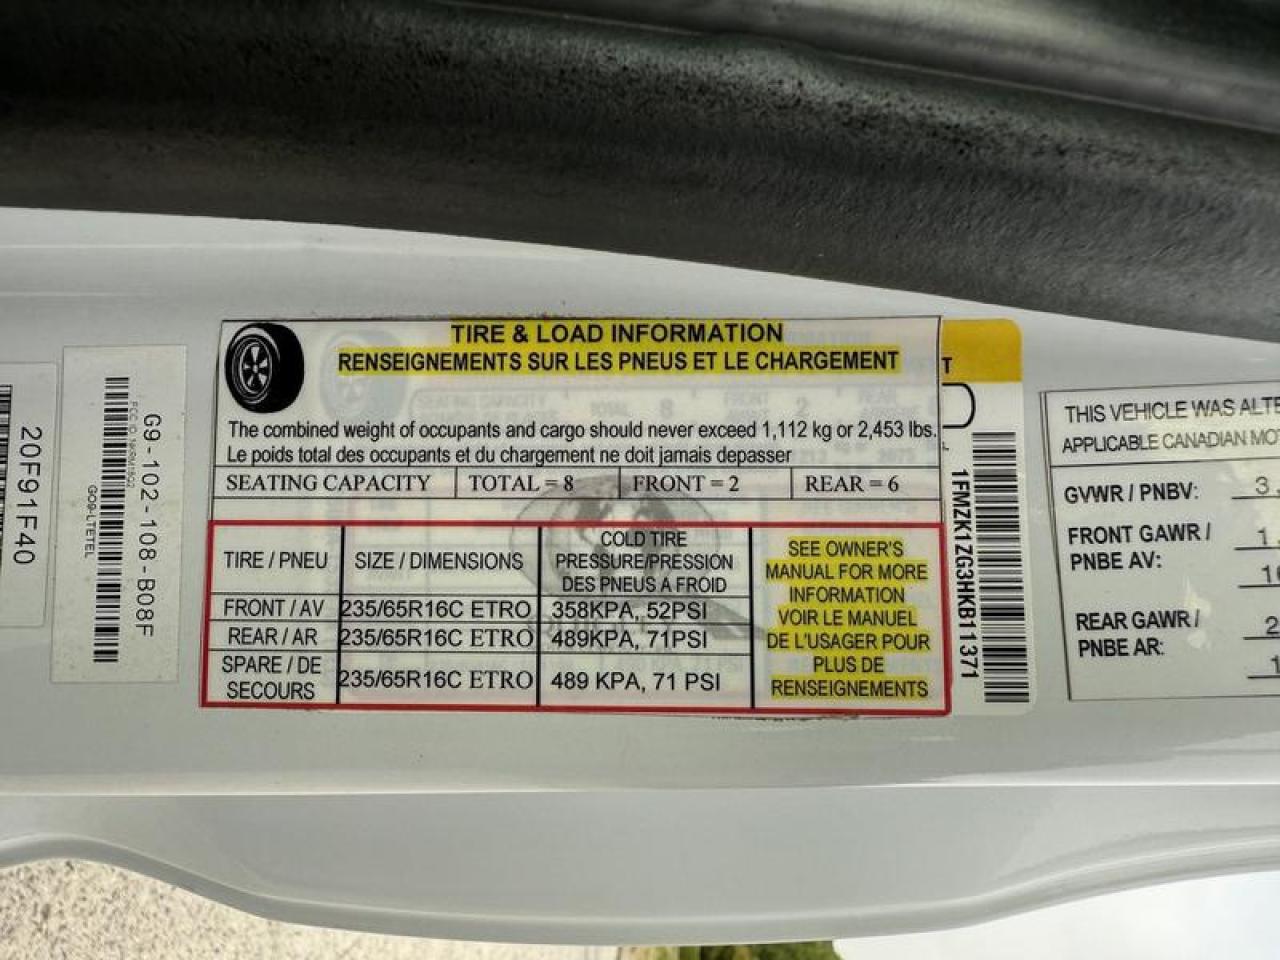 TIRE & LOAD INFORMATION
RENSEIGNEMENTS SUR LES PNEUS ET LE CHARGEMENT
The combined weight of occupants and cargo should never exceed 1,112 kg or 2,453 lbs.
Le poids total des occupants et du chargement ne doit jamais depasser
SEATING CAPACITY TOTAL = 8 FRONT = 2 REAR = 6
TIRE / PNEU SIZE / DIMENSIONS COLD TIRE
PRESSURE/PRESSION
DES PNEUS A FROID
FRONT / AV 235/65R16C ETRO 358KPA, 52PSI
REAR / AR 235/65R16C ETRO 489KPA, 71PSI
SPARE / DE
SECOURS 235/65R16C ETRO 489 KPA, 71 PSI
SEE OWNER'S
MANUAL FOR MORE
INFORMATION
VOIR LE MANUEL
DE L'USAGER POUR
PLUS DE
RENSEIGNEMENTS
T
1FMZK1ZG3HKB11371
THIS VEHICLE WAS ALTE
APPLICABLE CANADIAN MOT
GVWR / PNBV: 3
FRONT GAWR /
PNBE AV:
REAR GAWR /
PNBE AR:
G9-102-108-B08F
G09-LTETEL
20F91F40